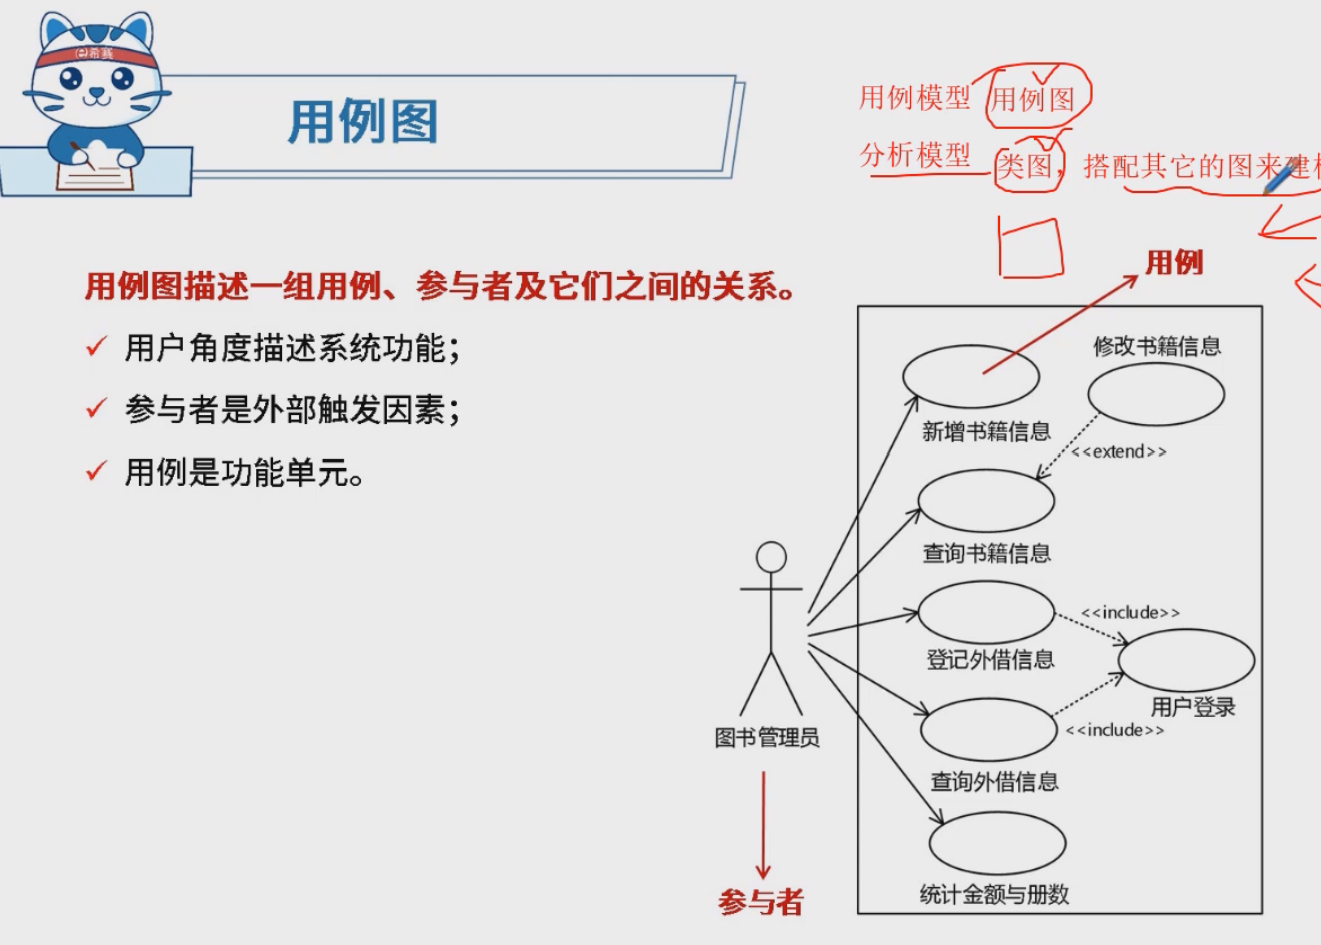 希赛
用例图
用例模型 用例图
分析模型 类图，搭配其它的图来建
用例图描述一组用例、参与者及它们之间的关系。
✓ 用户角度描述系统功能；
✓ 参与者是外部触发因素；
✓ 用例是功能单元。
用例
修改书籍信息
新增书籍信息
<<extend>>
查询书籍信息
<<include>>
登记外借信息
用户登录
<<include>>
图书管理员
查询外借信息
统计金额与册数
参与者